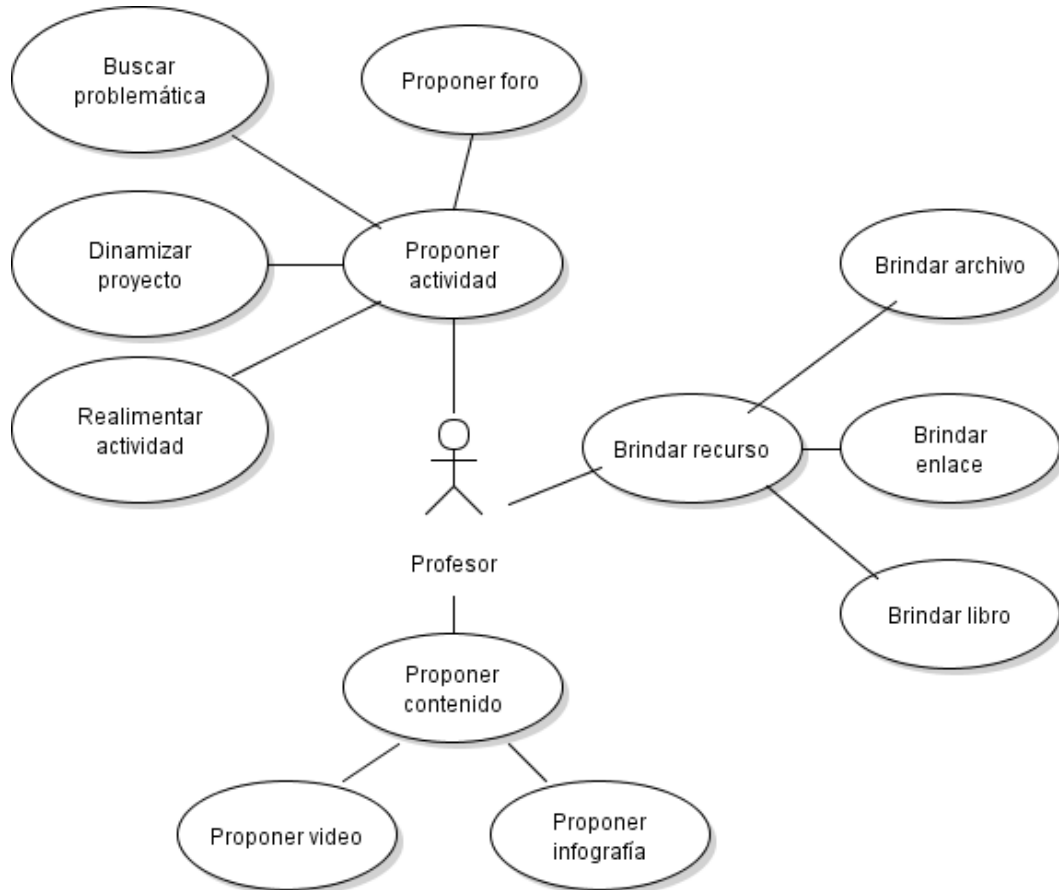 Buscar
problemática
Proponer foro
Dinamizar
proyecto
Proponer
actividad
Brindar archivo
Realimentar
actividad
Brindar recurso
Brindar
enlace
Profesor
Brindar libro
Proponer
contenido
Proponer video
Proponer
infografía